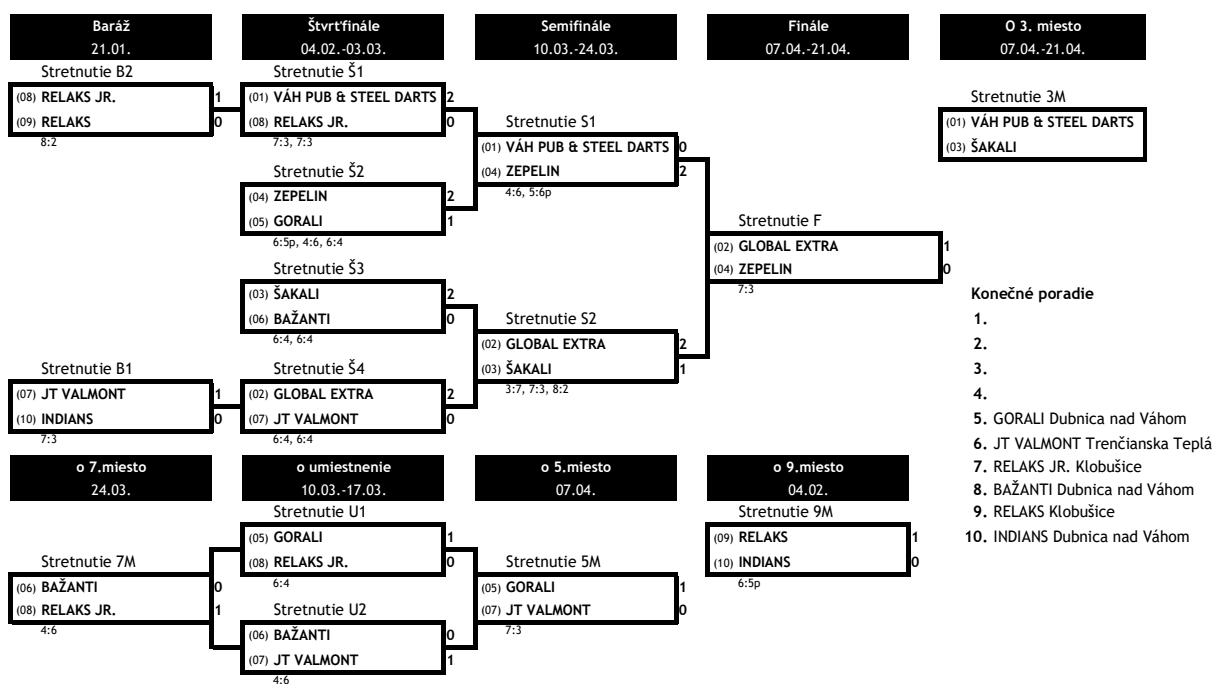 Baráž
21.01.
Štvrťfinále
04.02.-03.03.
Semifinále
10.03.-24.03.
Finále
07.04.-21.04.
O 3. miesto
07.04.-21.04.
Stretnutie B2
(08) RELAKS JR. 1
(09) RELAKS 0
8:2
Stretnutie Š1
(01) VÁH PUB & STEEL DARTS 2
(08) RELAKS JR. 0
7:3, 7:3
Stretnutie 3M
(01) VÁH PUB & STEEL DARTS
(03) ŠAKALI
Stretnutie S1
(01) VÁH PUB & STEEL DARTS 0
(04) ZEPELIN 2
4:6, 5:6p
Stretnutie Š2
(04) ZEPELIN 2
(05) GORALI 1
6:5p, 4:6, 6:4
Stretnutie F
(02) GLOBAL EXTRA 1
(04) ZEPELIN 0
7:3
Stretnutie Š3
(03) ŠAKALI 2
(06) BAŽANTI 0
6:4, 6:4
Stretnutie S2
(02) GLOBAL EXTRA 2
(03) ŠAKALI 1
3:7, 7:3, 8:2
Stretnutie B1
(07) JT VALMONT 1
(10) INDIANS 0
7:3
Stretnutie Š4
(02) GLOBAL EXTRA 2
(07) JT VALMONT 0
6:4, 6:4
Konečné poradie
1.
2.
3.
4.
5. GORALI Dubnica nad Váhom
6. JT VALMONT Trenčianska Teplá
7. RELAKS JR. Klobušice
8. BAŽANTI Dubnica nad Váhom
9. RELAKS Klobušice
10. INDIANS Dubnica nad Váhom
o 7.miesto
24.03.
o umiestnenie
10.03.-17.03.
o 5.miesto
07.04.
o 9.miesto
04.02.
Stretnutie U1
(05) GORALI 1
(08) RELAKS JR. 0
6:4
Stretnutie 9M
(09) RELAKS 1
(10) INDIANS 0
6:5p
Stretnutie 7M
(06) BAŽANTI 0
(08) RELAKS JR. 1
4:6
Stretnutie 5M
(05) GORALI 1
(07) JT VALMONT 0
7:3
Stretnutie U2
(06) BAŽANTI 0
(07) JT VALMONT 1
4:6